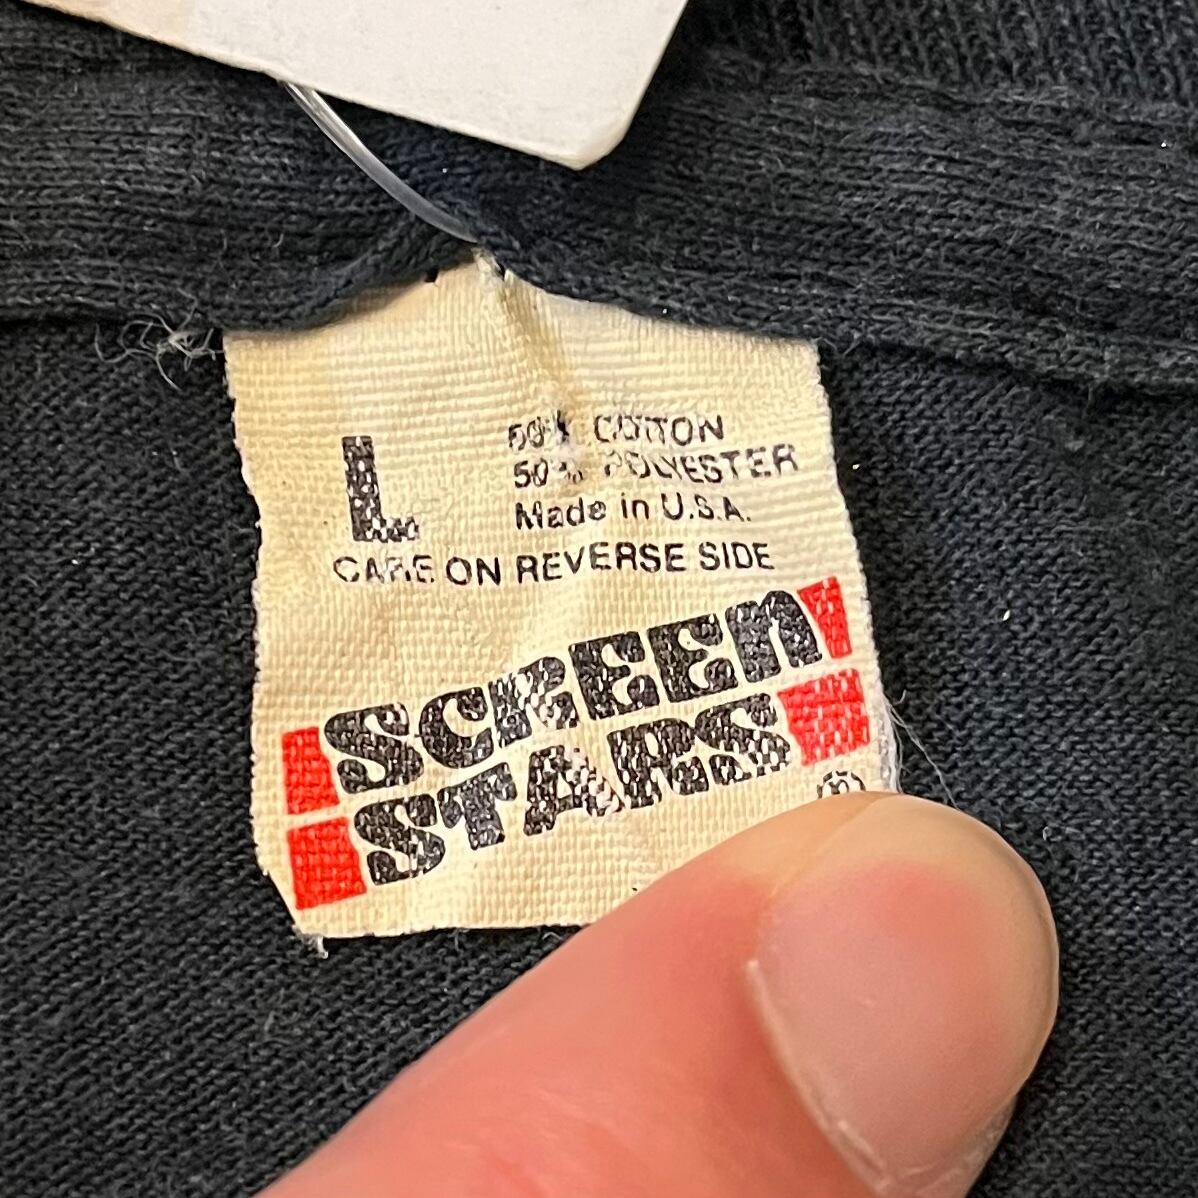 L
50% COTTON
50% POLYESTER
Made in U.S.A.
CARE ON REVERSE SIDE
SCREEN
STARS
®